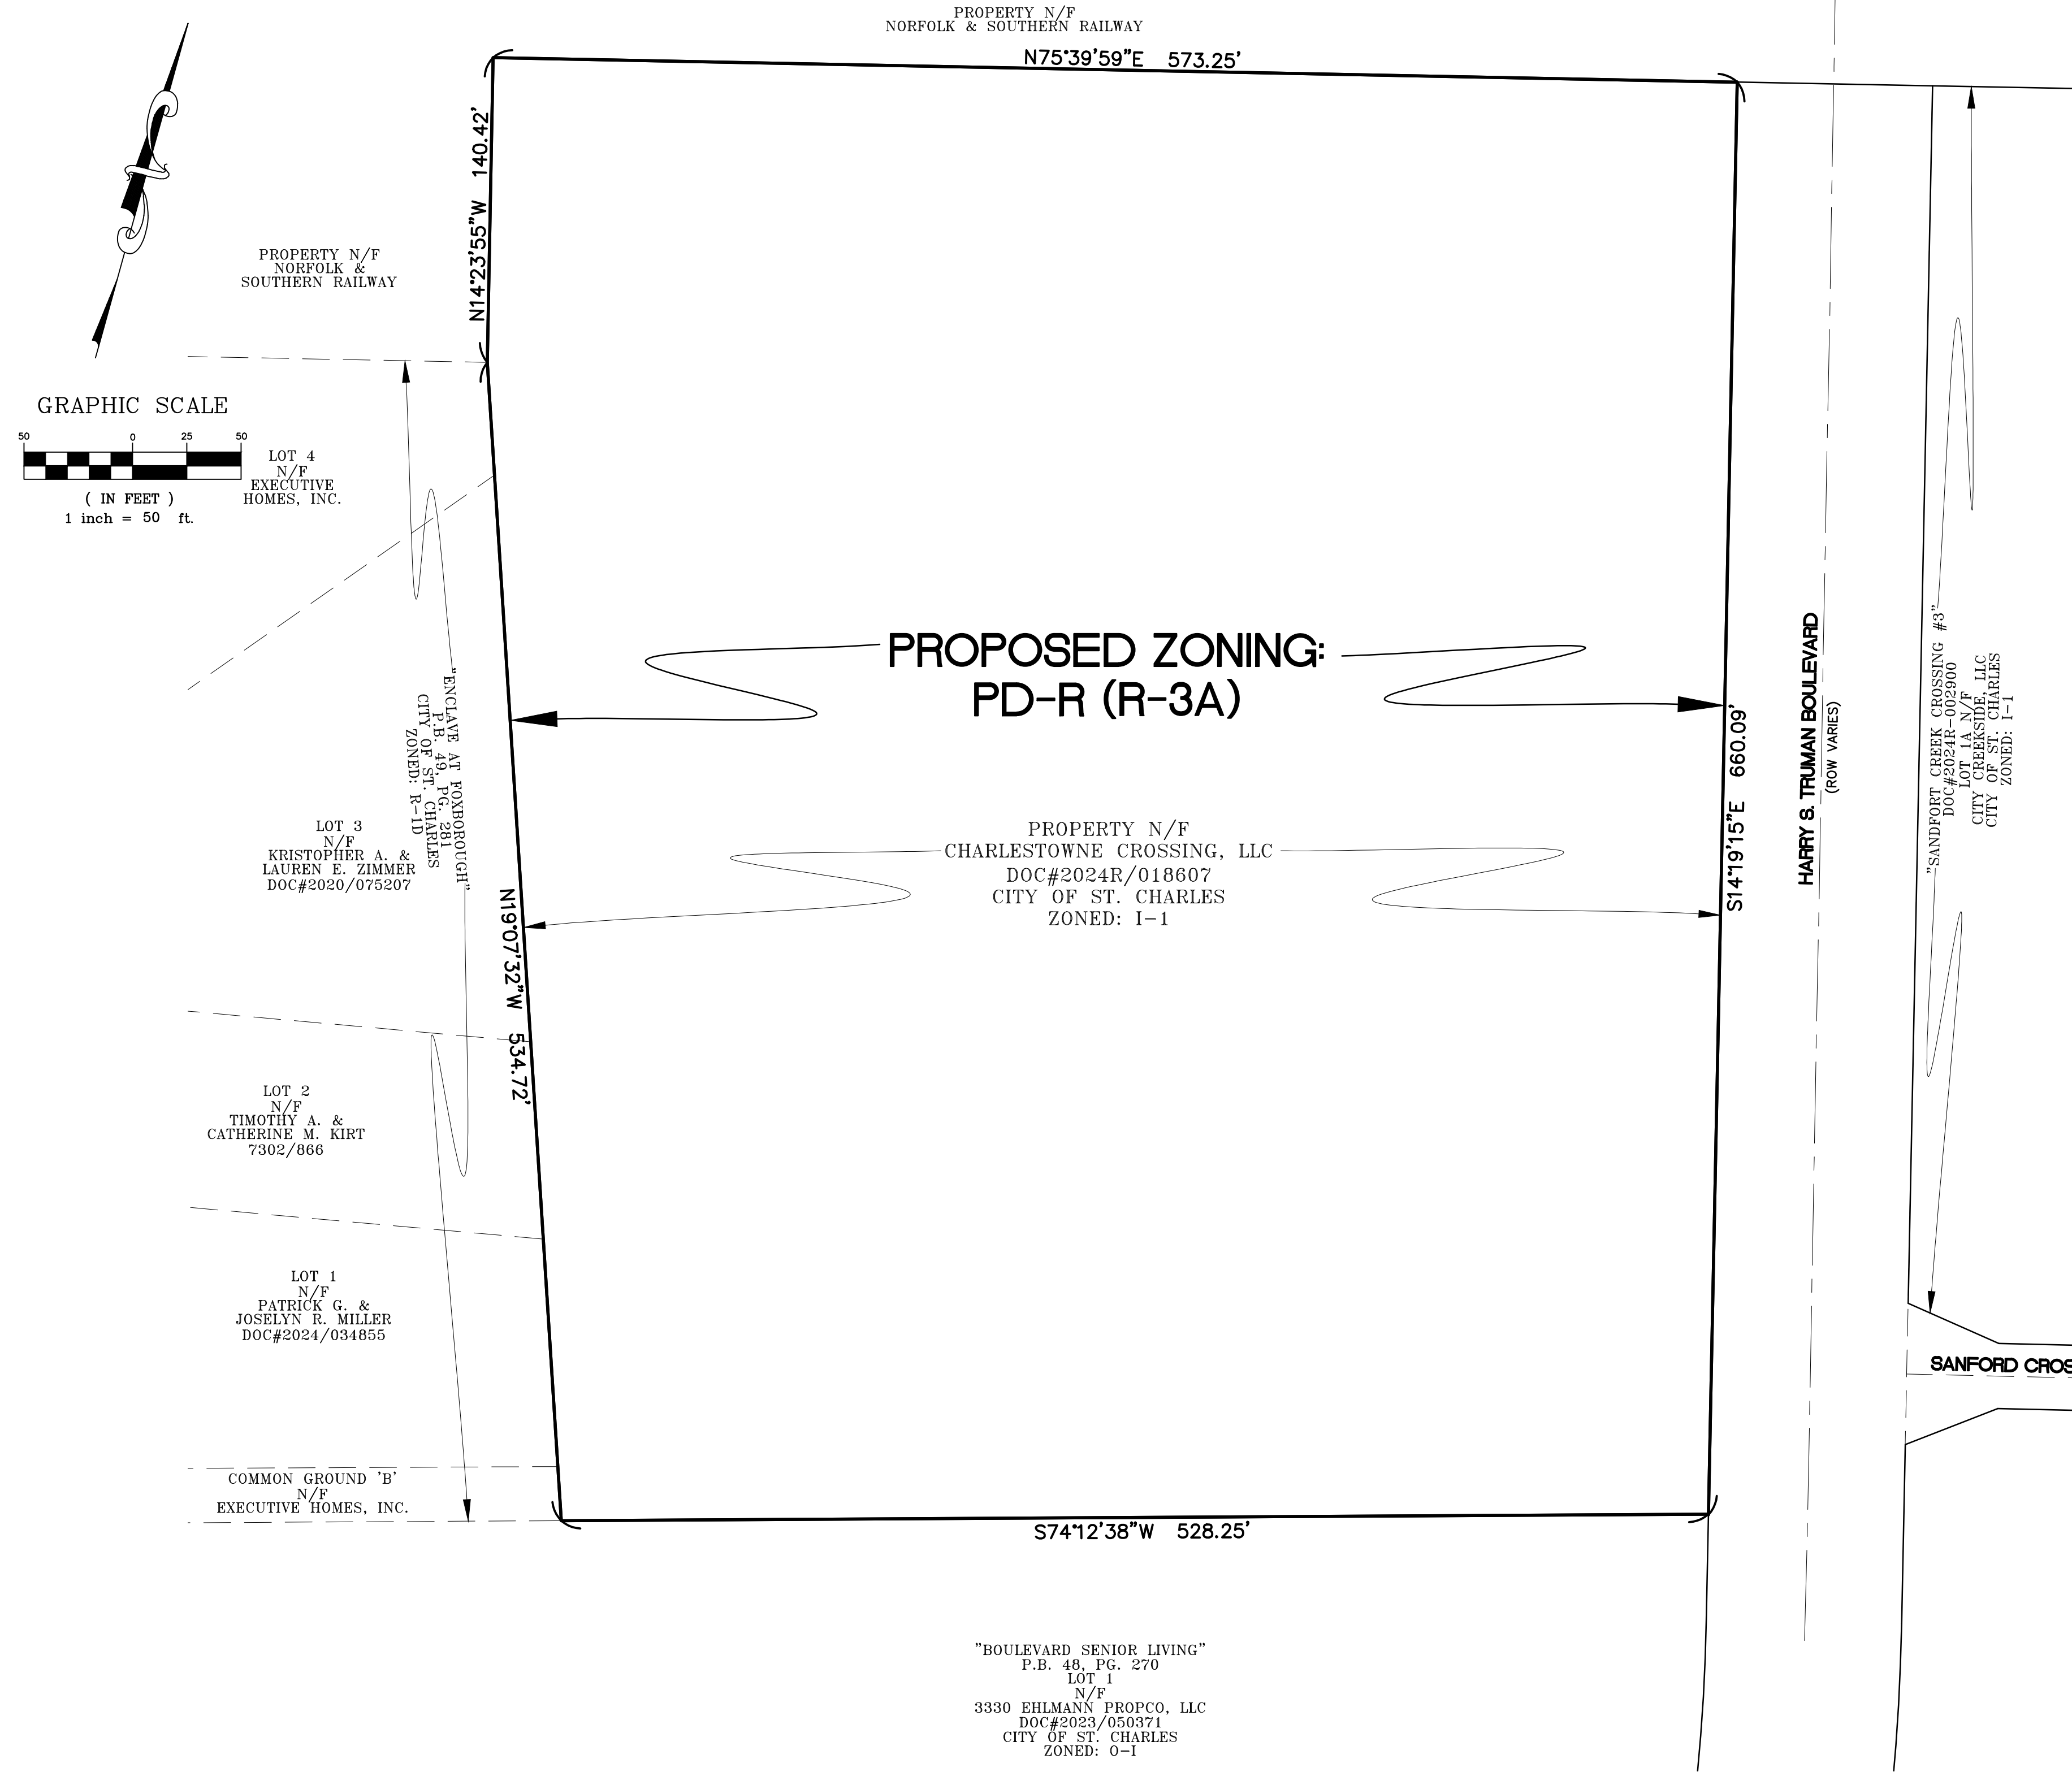 PROPERTY N/F
NORFOLK & SOUTHERN RAILWAY
N75°39'59"E 573.25'
N14°23'55"W 140.42'
PROPERTY N/F
NORFOLK &
SOUTHERN RAILWAY
GRAPHIC SCALE
50 0 25 50
( IN FEET )
1 inch = 50 ft.
LOT 4
N/F
EXECUTIVE
HOMES, INC.
PROPOSED ZONING:
PD-R (R-3A)
"ENCLAVE AT FOXBOROUGH"
P.B. 49, PG. 281
CITY OF ST. CHARLES
ZONED: R-1D
LOT 3
N/F
KRISTOPHER A. &
LAUREN E. ZIMMER
DOC#2020/075207
PROPERTY N/F
CHARLESTOWNE CROSSING, LLC
DOC#2024R/018607
CITY OF ST. CHARLES
ZONED: I-1
S14°19'15"E 660.09'
HARRY S. TRUMAN BOULEVARD
(ROW VARIES)
"SANDFORT CREEK CROSSING #3"
DOC#2024R-002900
LOT 1A N/F
CITY CREEKSIDE, LLC
CITY OF ST. CHARLES
ZONED: I-1
N19°07'32"W 534.72'
LOT 2
N/F
TIMOTHY A. &
CATHERINE M. KIRT
7302/866
LOT 1
N/F
PATRICK G. &
JOSELYN R. MILLER
DOC#2024/034855
SANFORD CROS
COMMON GROUND 'B'
N/F
EXECUTIVE HOMES, INC.
S74°12'38"W 528.25'
"BOULEVARD SENIOR LIVING"
P.B. 48, PG. 270
LOT 1
N/F
3330 EHLMANN PROPCO, LLC
DOC#2023/050371
CITY OF ST. CHARLES
ZONED: O-I